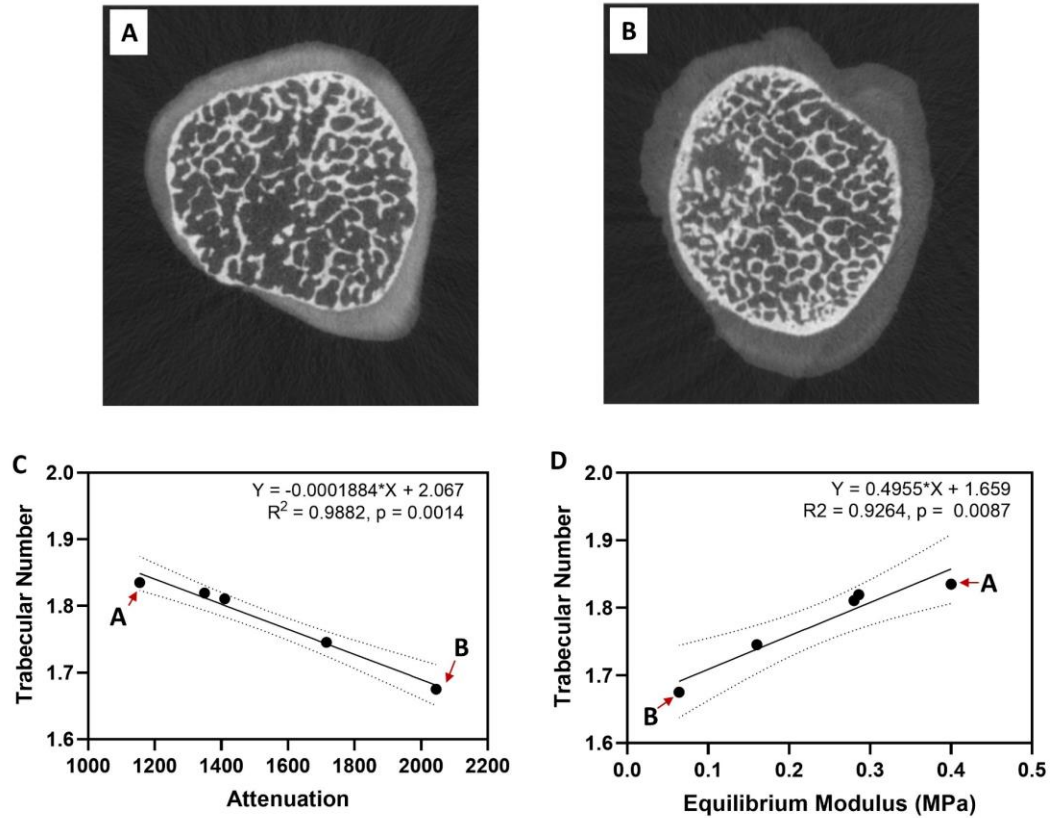 A
B
C
2.0
1.9
1.8
1.7
1.6
Trabecular Number
Y = -0.0001884*X + 2.067
R² = 0.9882, p = 0.0014
A
B
1000 1200 1400 1600 1800 2000 2200
Attenuation
D
2.0
1.9
1.8
1.7
1.6
Trabecular Number
Y = 0.4955*X + 1.659
R2 = 0.9264, p = 0.0087
A
B
0.0 0.1 0.2 0.3 0.4 0.5
Equilibrium Modulus (MPa)